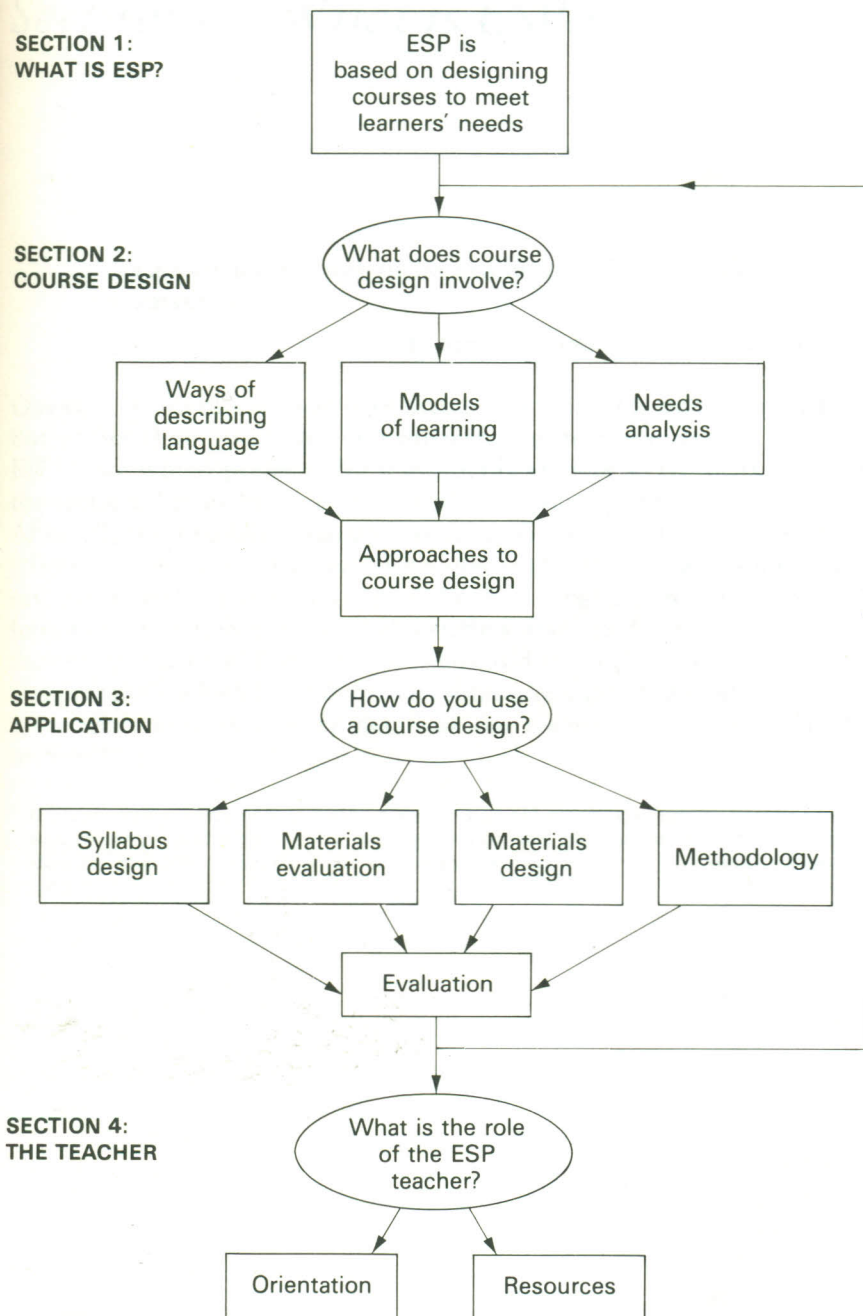 SECTION 1:
WHAT IS ESP?
ESP is
based on designing
courses to meet
learners' needs
SECTION 2:
COURSE DESIGN
What does course
design involve?
Ways of
describing
language
Models
of learning
Needs
analysis
Approaches to
course design
SECTION 3:
APPLICATION
How do you use
a course design?
Syllabus
design
Materials
evaluation
Materials
design
Methodology
Evaluation
SECTION 4:
THE TEACHER
What is the role
of the ESP
teacher?
Orientation
Resources